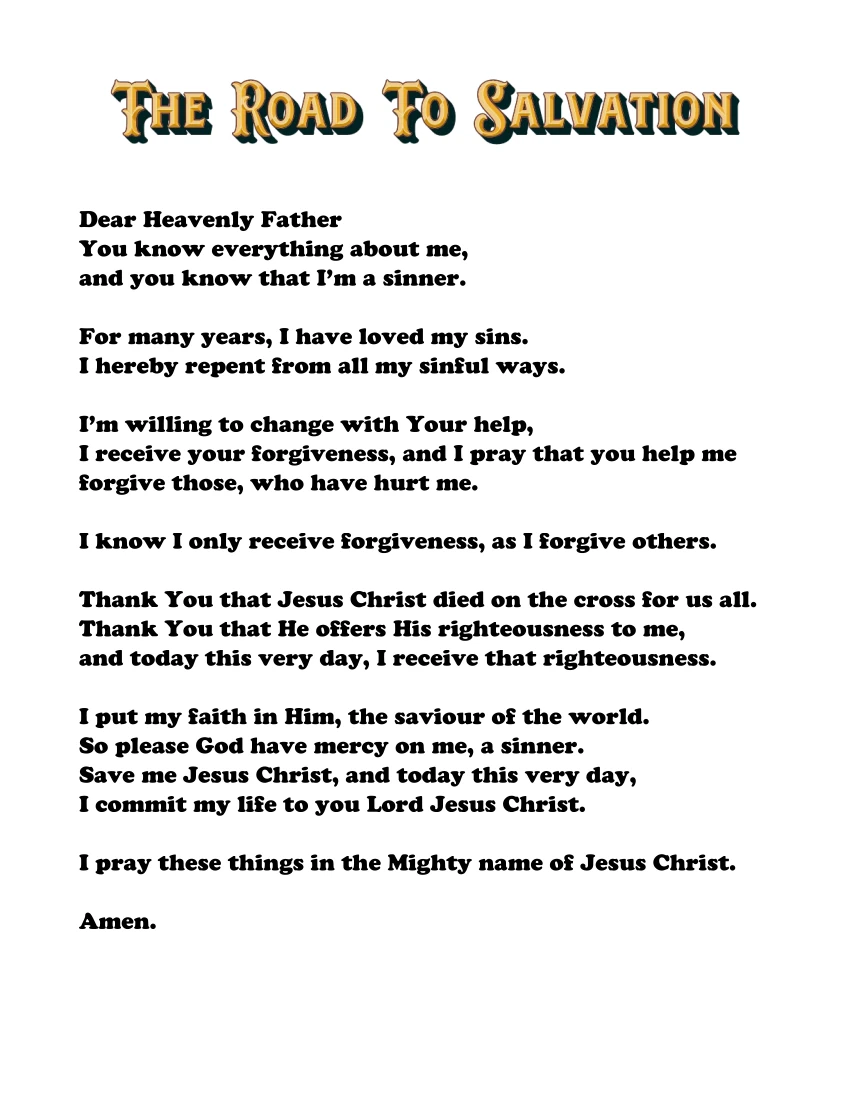 The Road To Salvation
Dear Heavenly Father
You know everything about me,
and you know that I’m a sinner.
For many years, I have loved my sins.
I hereby repent from all my sinful ways.
I’m willing to change with Your help,
I receive your forgiveness, and I pray that you help me
forgive those, who have hurt me.
I know I only receive forgiveness, as I forgive others.
Thank You that Jesus Christ died on the cross for us all.
Thank You that He offers His righteousness to me,
and today this very day, I receive that righteousness.
I put my faith in Him, the saviour of the world.
So please God have mercy on me, a sinner.
Save me Jesus Christ, and today this very day,
I commit my life to you Lord Jesus Christ.
I pray these things in the Mighty name of Jesus Christ.
Amen.